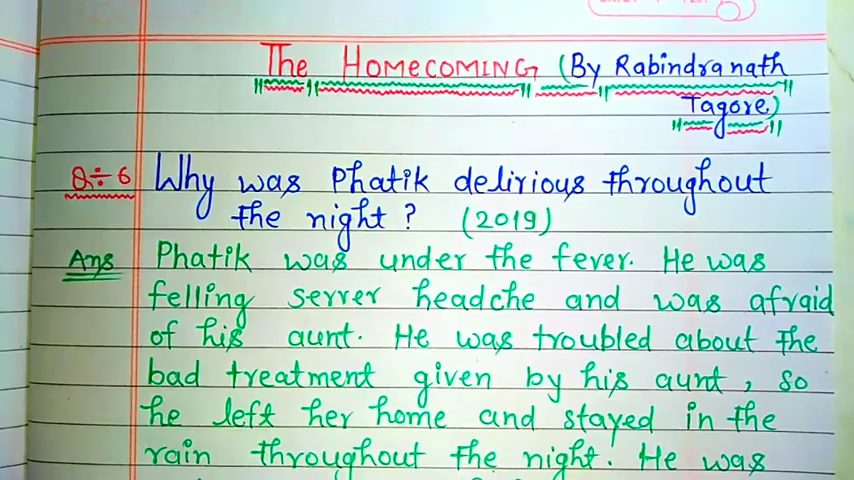 The Homecoming (By Rabindranath
Tagore)
Q÷6 Why was Phatik delirious throughout
the night? (2019)
Ans Phatik was under the fever. He was
felling serrer headche and was afraid
of his aunt. He was troubled about the
bad treatment given by his aunt, so
he left her home and stayed in the
rain throughout the night. He was